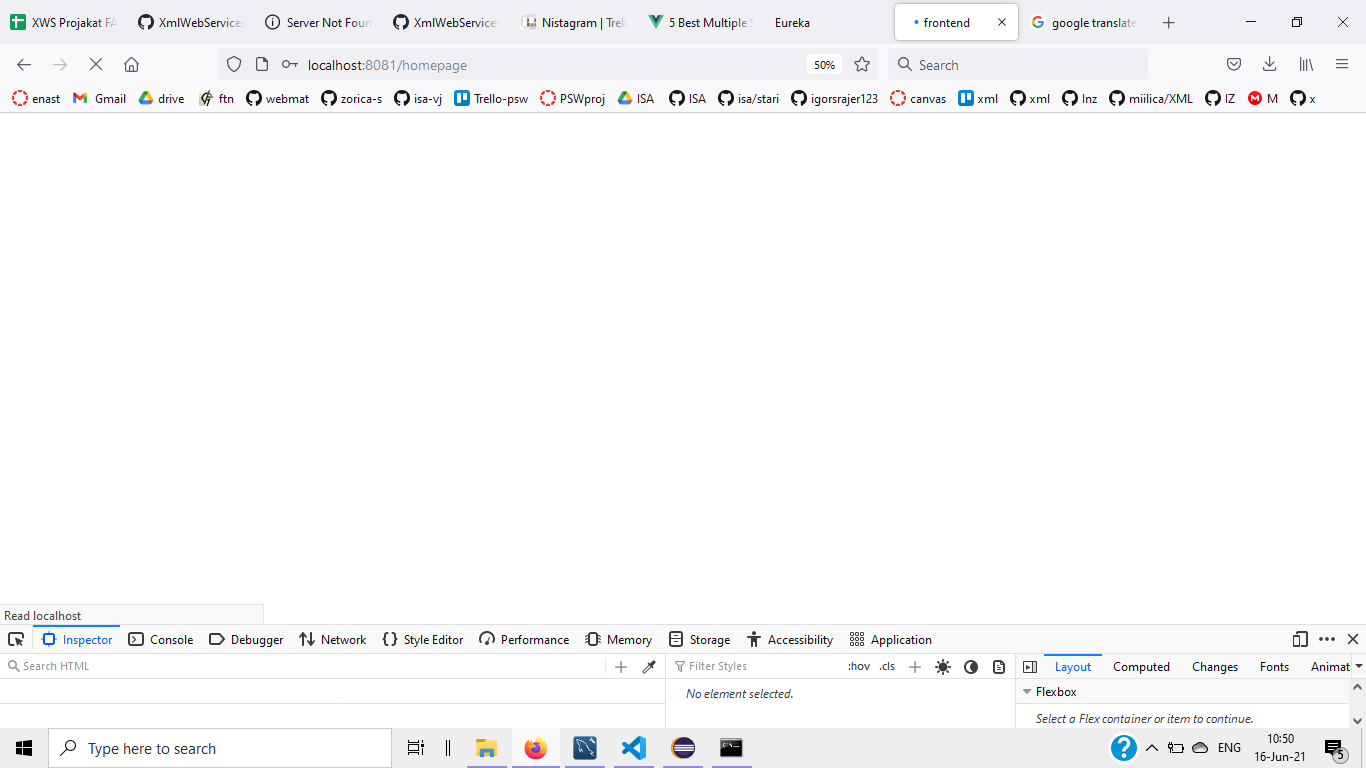 XWS Projakat FA
XmlWebServices
Server Not Foun
XmlWebServices
Nistagram | Trell
5 Best Multiple S
Eureka
frontend
google translate
localhost:8081/homepage
50%
Search
enast
Gmail
drive
ftn
webmat
zorica-s
isa-vj
Trello-psw
PSWproj
ISA
ISA
isa/stari
igorsrajer123
canvas
xml
xml
Inz
miilica/XML
IZ
M
x
Read localhost
Inspector
Console
Debugger
Network
Style Editor
Performance
Memory
Storage
Accessibility
Application
Search HTML
Filter Styles
:hov
.cls
Layout
Computed
Changes
Fonts
Animat
No element selected.
Flexbox
Select a Flex container or item to continue.
Type here to search
ENG
10:50
16-Jun-21
5